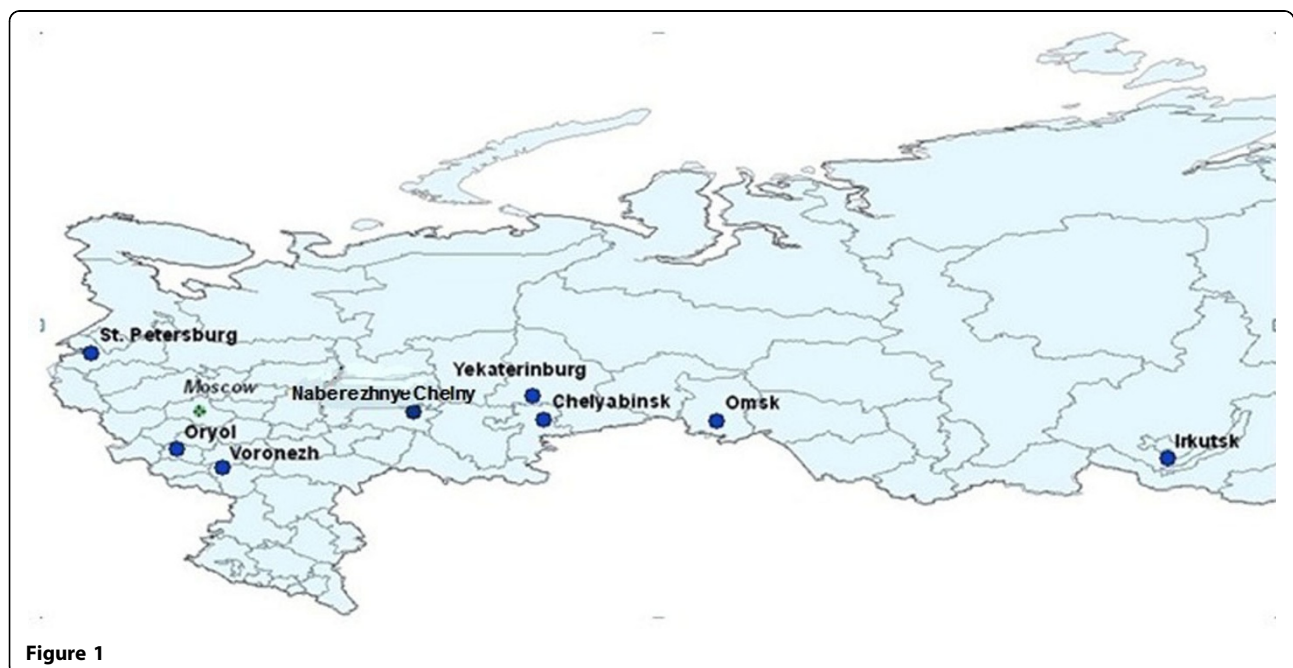 St. Petersburg
Moscow
Yekaterinburg
Naberezhnye Chelny
Chelyabinsk
Omsk
Oryol
Voronezh
Irkutsk
Figure 1